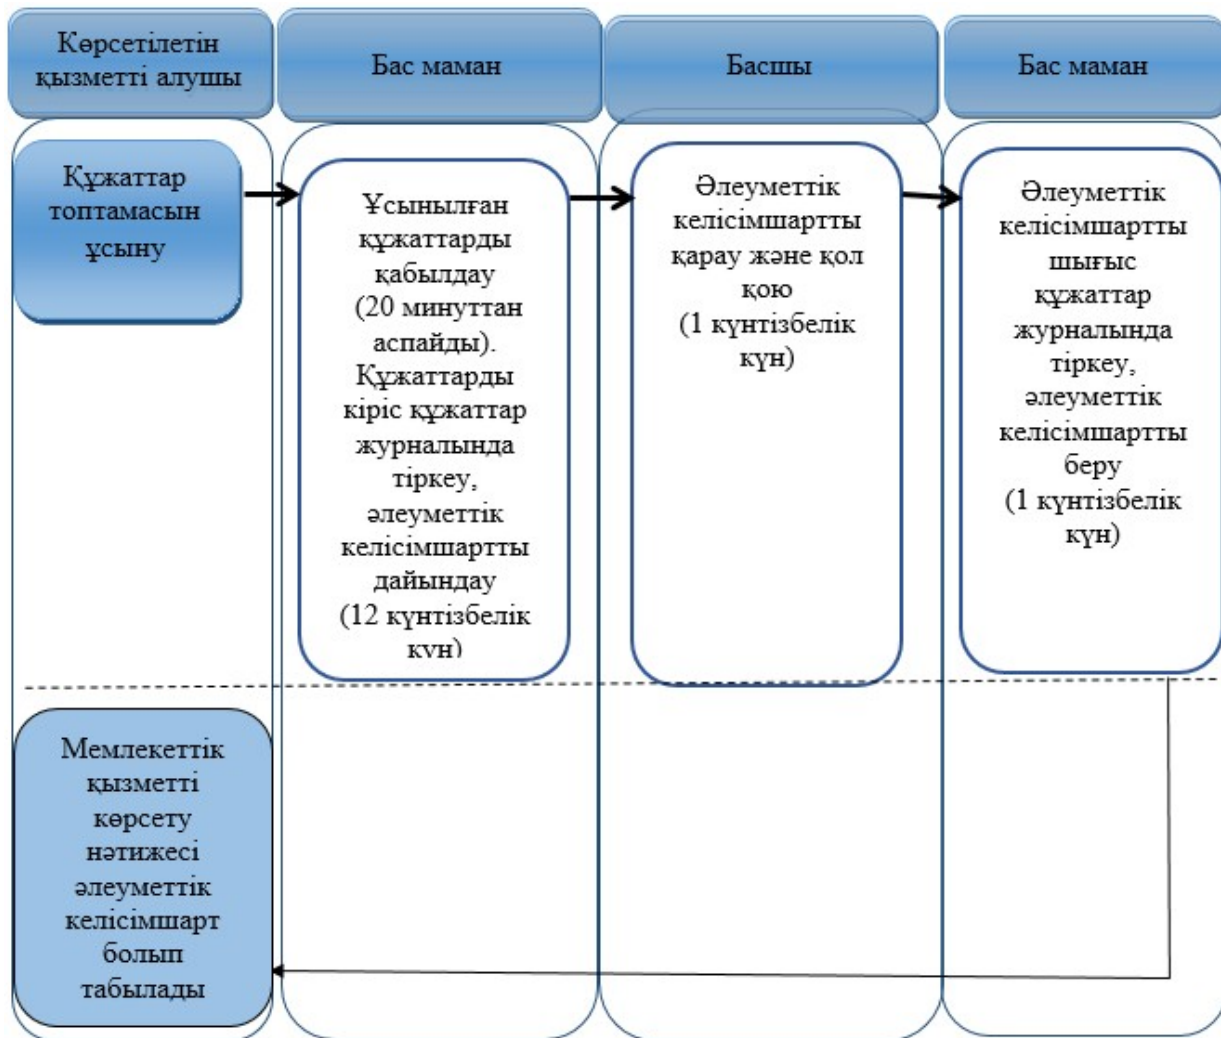 Көрсетілетін
қызметті алушы
Бас маман
Басшы
Бас маман
Құжаттар
топтамасын
ұсыну
Ұсынылған
құжаттарды
қабылдау
(20 минуттан
аспайды).
Құжаттарды
кіріс құжаттар
журналында
тіркеу,
әлеуметтік
келісімшартты
дайындау
(12 күнтізбелік
күн)
Әлеуметтік
келісімшартты
қарау және қол
қою
(1 күнтізбелік
күн)
Әлеуметтік
келісімшартты
шығыс
құжаттар
журналында
тіркеу,
әлеуметтік
келісімшартты
беру
(1 күнтізбелік
күн)
Мемлекеттік
қызметті
көрсету
нәтижесі
әлеуметтік
келісімшарт
болып
табылады